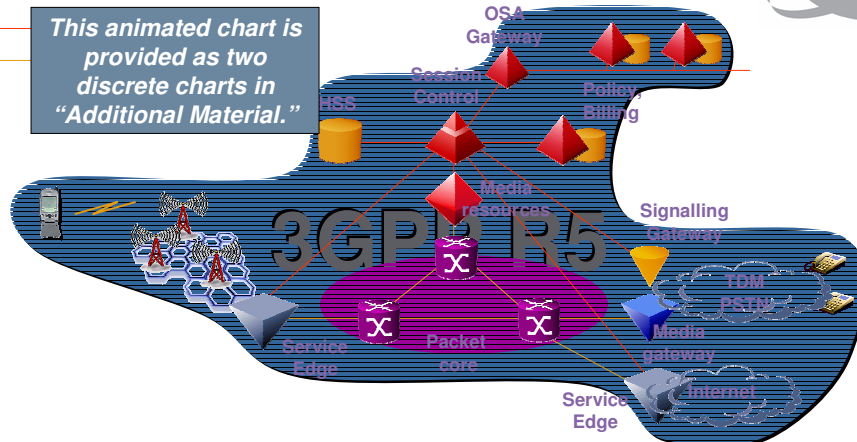 This animated chart is
provided as two
discrete charts in
“Additional Material.”
OSA
Gateway
Session
Control
HSS
Policy,
Billing
Media
resources
3GPP R5
Signalling
Gateway
TDM
PSTN
Media
gateway
Packet
core
Service
Edge
Service
Edge
Internet